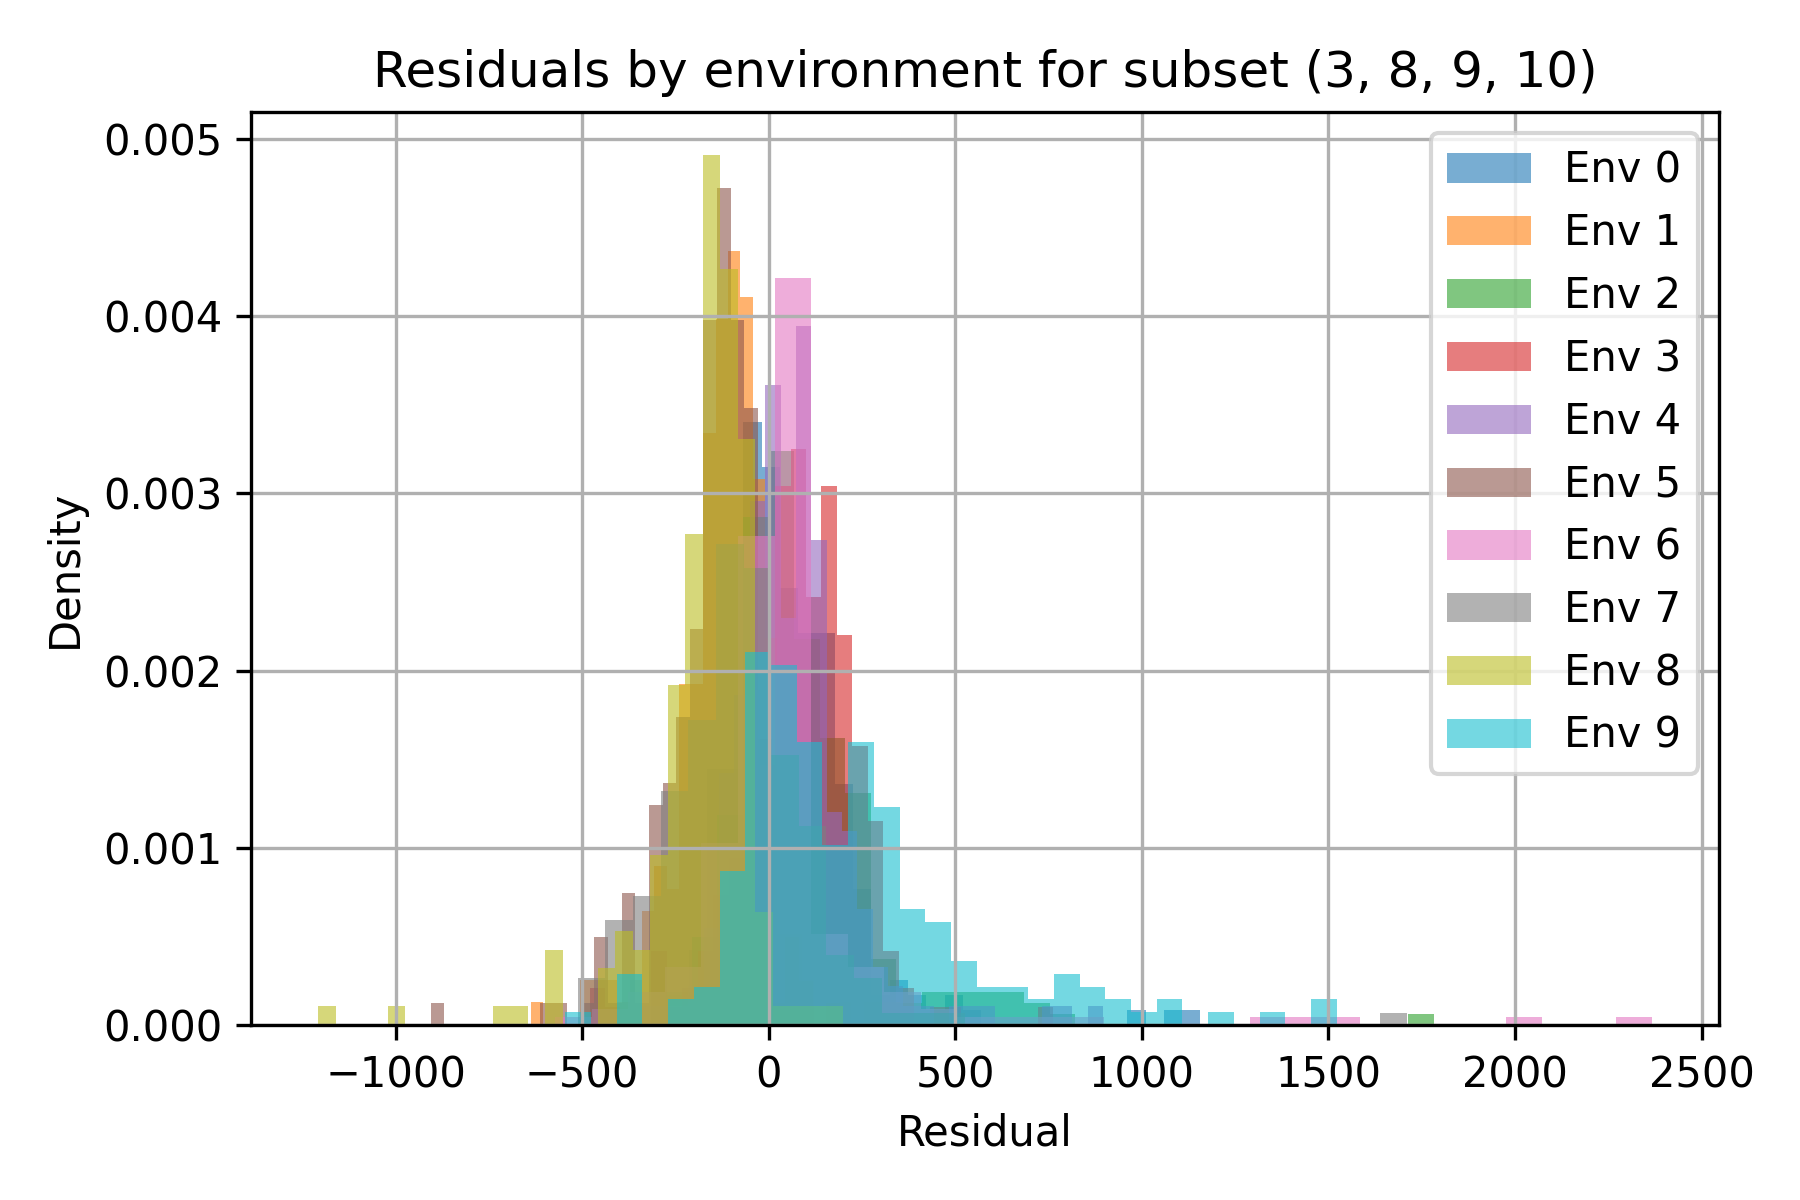 Residuals by environment for subset (3, 8, 9, 10)
0.005
0.004
0.003
0.002
0.001
0.000
Density
−1000
−500
0
500
1000
1500
2000
2500
Residual
Env 0
Env 1
Env 2
Env 3
Env 4
Env 5
Env 6
Env 7
Env 8
Env 9